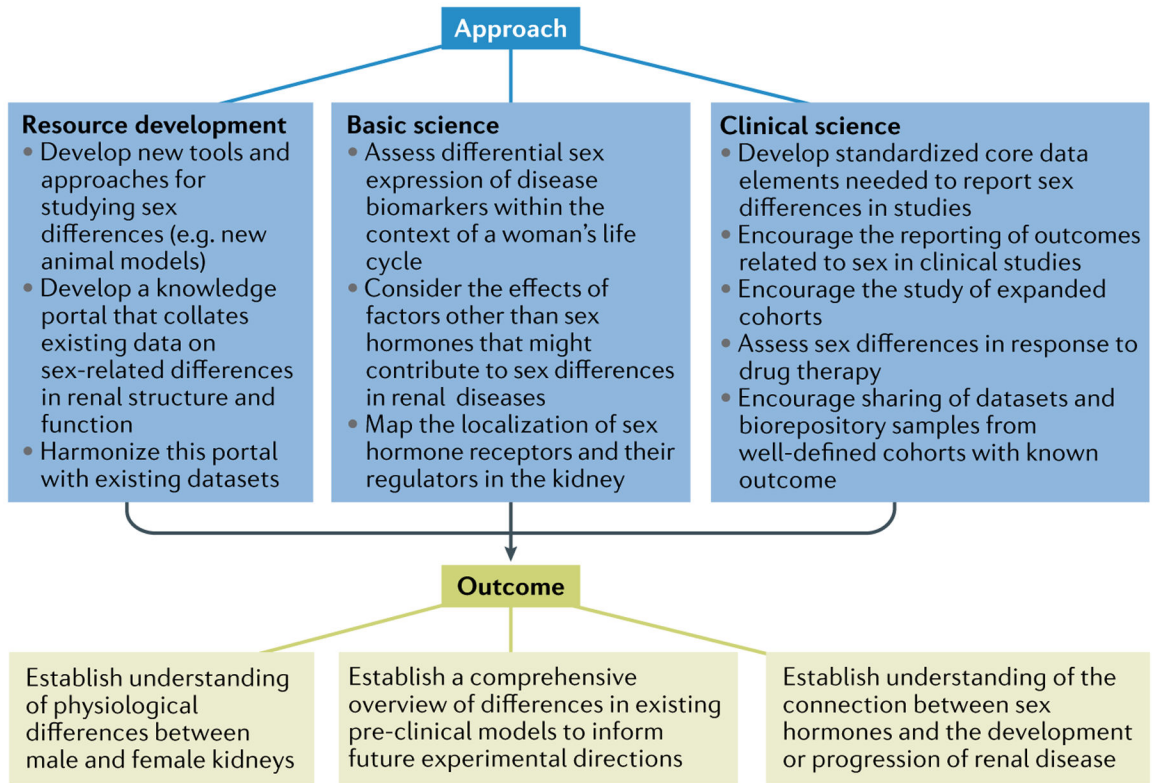 Approach
Resource development
• Develop new tools and
approaches for
studying sex
differences (e.g. new
animal models)
• Develop a knowledge
portal that collates
existing data on
sex-related differences
in renal structure and
function
• Harmonize this portal
with existing datasets
Basic science
• Assess differential sex
expression of disease
biomarkers within the
context of a woman's life
cycle
• Consider the effects of
factors other than sex
hormones that might
contribute to sex differences
in renal diseases
• Map the localization of sex
hormone receptors and their
regulators in the kidney
Clinical science
• Develop standardized core data
elements needed to report sex
differences in studies
• Encourage the reporting of outcomes
related to sex in clinical studies
• Encourage the study of expanded
cohorts
• Assess sex differences in response to
drug therapy
• Encourage sharing of datasets and
biorepository samples from
well-defined cohorts with known
outcome
Outcome
Establish understanding
of physiological
differences between
male and female kidneys
Establish a comprehensive
overview of differences in existing
pre-clinical models to inform
future experimental directions
Establish understanding of the
connection between sex
hormones and the development
or progression of renal disease